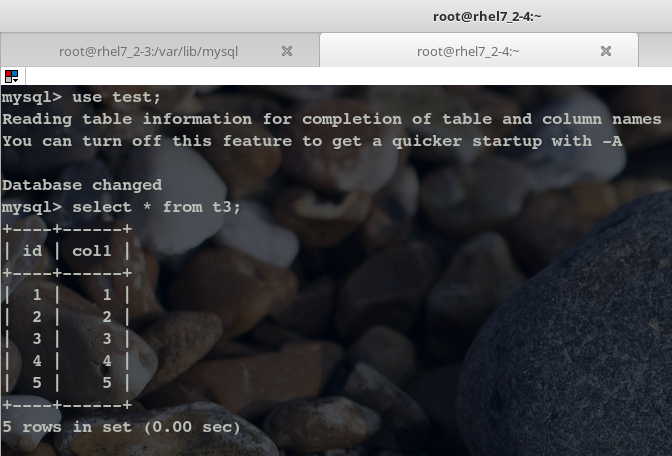 root@rhel7_2-4:~
root@rhel7_2-3:/var/lib/mysql
root@rhel7_2-4:~
mysql> use test;
Reading table information for completion of table and column names
You can turn off this feature to get a quicker startup with -A
Database changed
mysql> select * from t3;
+----+------+
| id | col1 |
+----+------+
|  1 |    1 |
|  2 |    2 |
|  3 |    3 |
|  4 |    4 |
|  5 |    5 |
+----+------+
5 rows in set (0.00 sec)